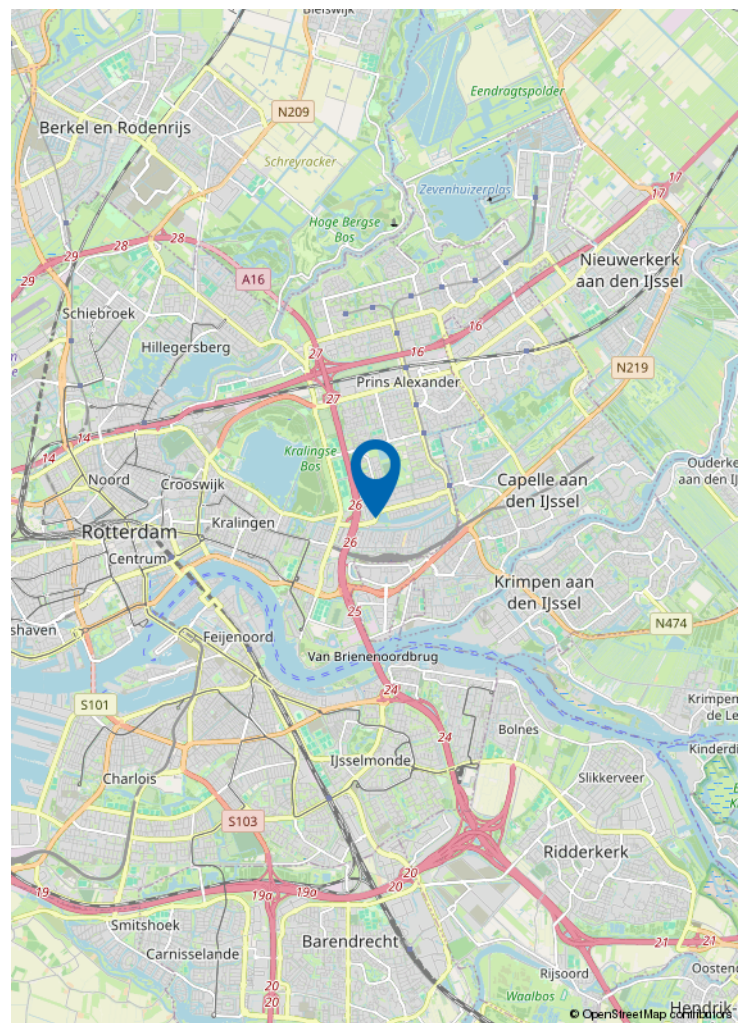 Bleiswijk
Eendragtspolder
N209
Berkel en Rodenrijs
Schreyracker
17
17
Zevenhuizerplas
Hoge Bergse
Bos
28
28
29
29
Nieuwerkerk
aan den IJssel
A16
Schiebroek
16
16
Hillegersberg
27
Prins Alexander
N219
27
14
14
Kralingse
Bos
Noord
Crooswijk
Capelle aan
den IJssel
Ouderke
aan den IJ
26
Kralingen
Rotterdam
26
Centrum
Krimpen aan
den IJssel
25
shaven
Feijenoord
N474
Van Brienenoordbrug
24
Krimpen
de Le
S101
Bolnes
24
Kinderdi
IJsselmonde
Charlois
Slikkerveer
S103
Ridderkerk
20
20
19
19a
19a
Smitshoek
Barendrecht
21
21
Carnisselande
Rijsoord
Oostend
20
20
Waalbos
Hendrik-
© OpenStreetMap contributors